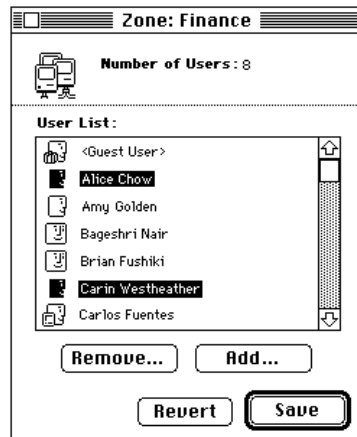 Zone: Finance
Number of Users: 8
User List:
<Guest User>
Alice Chow
Amy Golden
Bageshri Nair
Brian Fushiki
Carin Westheather
Carlos Fuentes
Remove... Add...
Revert Save